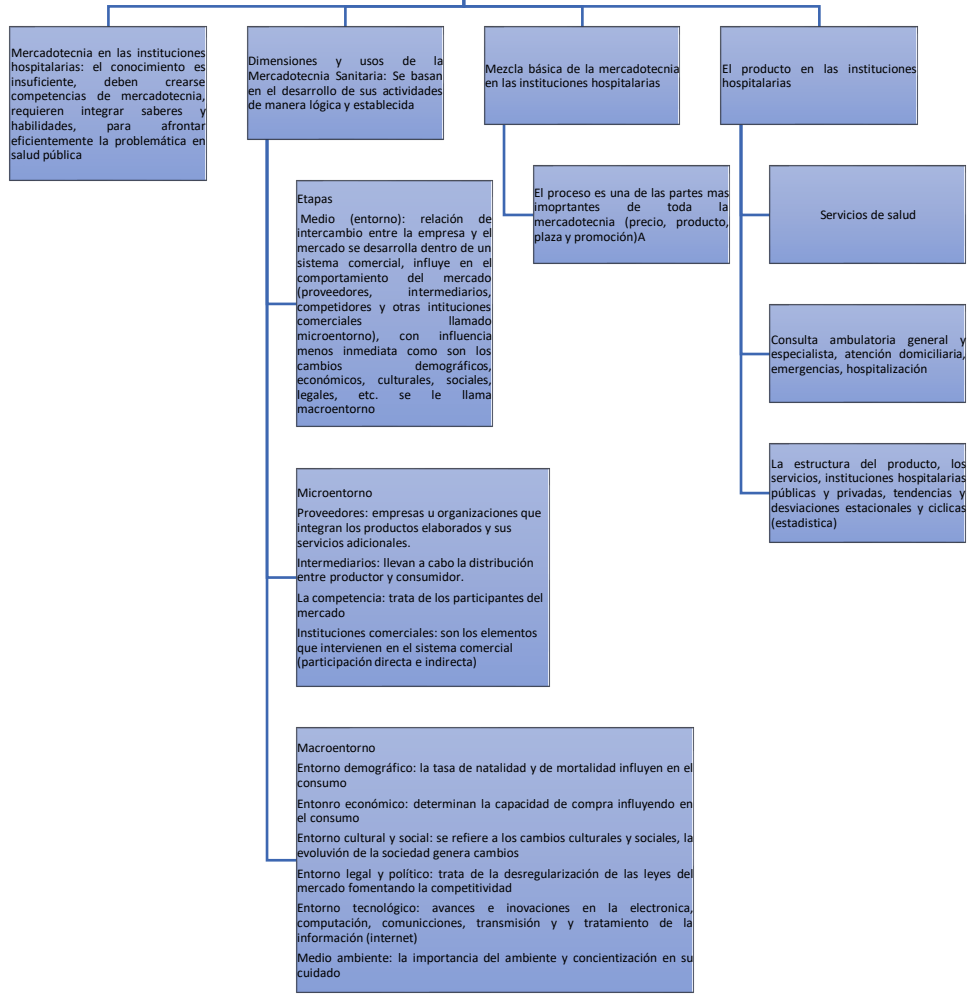 Mercadotecnia en las instituciones
hospitalarias: el conocimiento es
insuficiente, deben crearse
competencias de mercadotecnia,
requieren integrar saberes y
habilidades, para afrontar
eficientemente la problemática en
salud pública
Dimensiones y usos de la
Mercadotecnia Sanitaria: Se basan
en el desarrollo de sus actividades
de manera lógica y establecida
Etapas
Medio (entorno): relación de
intercambio entre la empresa y el
mercado se desarrolla dentro de un
sistema comercial, influye en el
comportamiento del mercado
(proveedores, intermediarios,
competidores y otras intituciones
comerciales llamado
microentorno), con influencia
menos inmediata como son los
cambios demográficos,
económicos, culturales, sociales,
legales, etc. se le llama
macroentorno
Microentorno
Proveedores: empresas u organizaciones que
integran los productos elaborados y sus
servicios adicionales.
Intermediarios: llevan a cabo la distribución
entre productor y consumidor.
La competencia: trata de los participantes del
mercado
Instituciones comerciales: son los elementos
que intervienen en el sistema comercial
(participación directa e indirecta)
Macroentorno
Entorno demográfico: la tasa de natalidad y de mortalidad influyen en el
consumo
Entonro económico: determinan la capacidad de compra influyendo en
el consumo
Entorno cultural y social: se refiere a los cambios culturales y sociales, la
evoluvión de la sociedad genera cambios
Entorno legal y político: trata de la desregularización de las leyes del
mercado fomentando la competitividad
Entorno tecnológico: avances e inovaciones en la electronica,
computación, comunicciones, transmisión y y tratamiento de la
información (internet)
Medio ambiente: la importancia del ambiente y concientización en su
cuidado
Mezcla básica de la mercadotecnia
en las instituciones hospitalarias
El proceso es una de las partes mas
imoprtantes de toda la
mercadotecnia (precio, producto,
plaza y promoción)A
El producto en las instituciones
hospitalarias
Servicios de salud
Consulta ambulatoria general y
especialista, atención domiciliaria,
emergencias, hospitalización
La estructura del producto, los
servicios, instituciones hospitalarias
públicas y privadas, tendencias y
desviaciones estacionales y ciclicas
(estadistica)